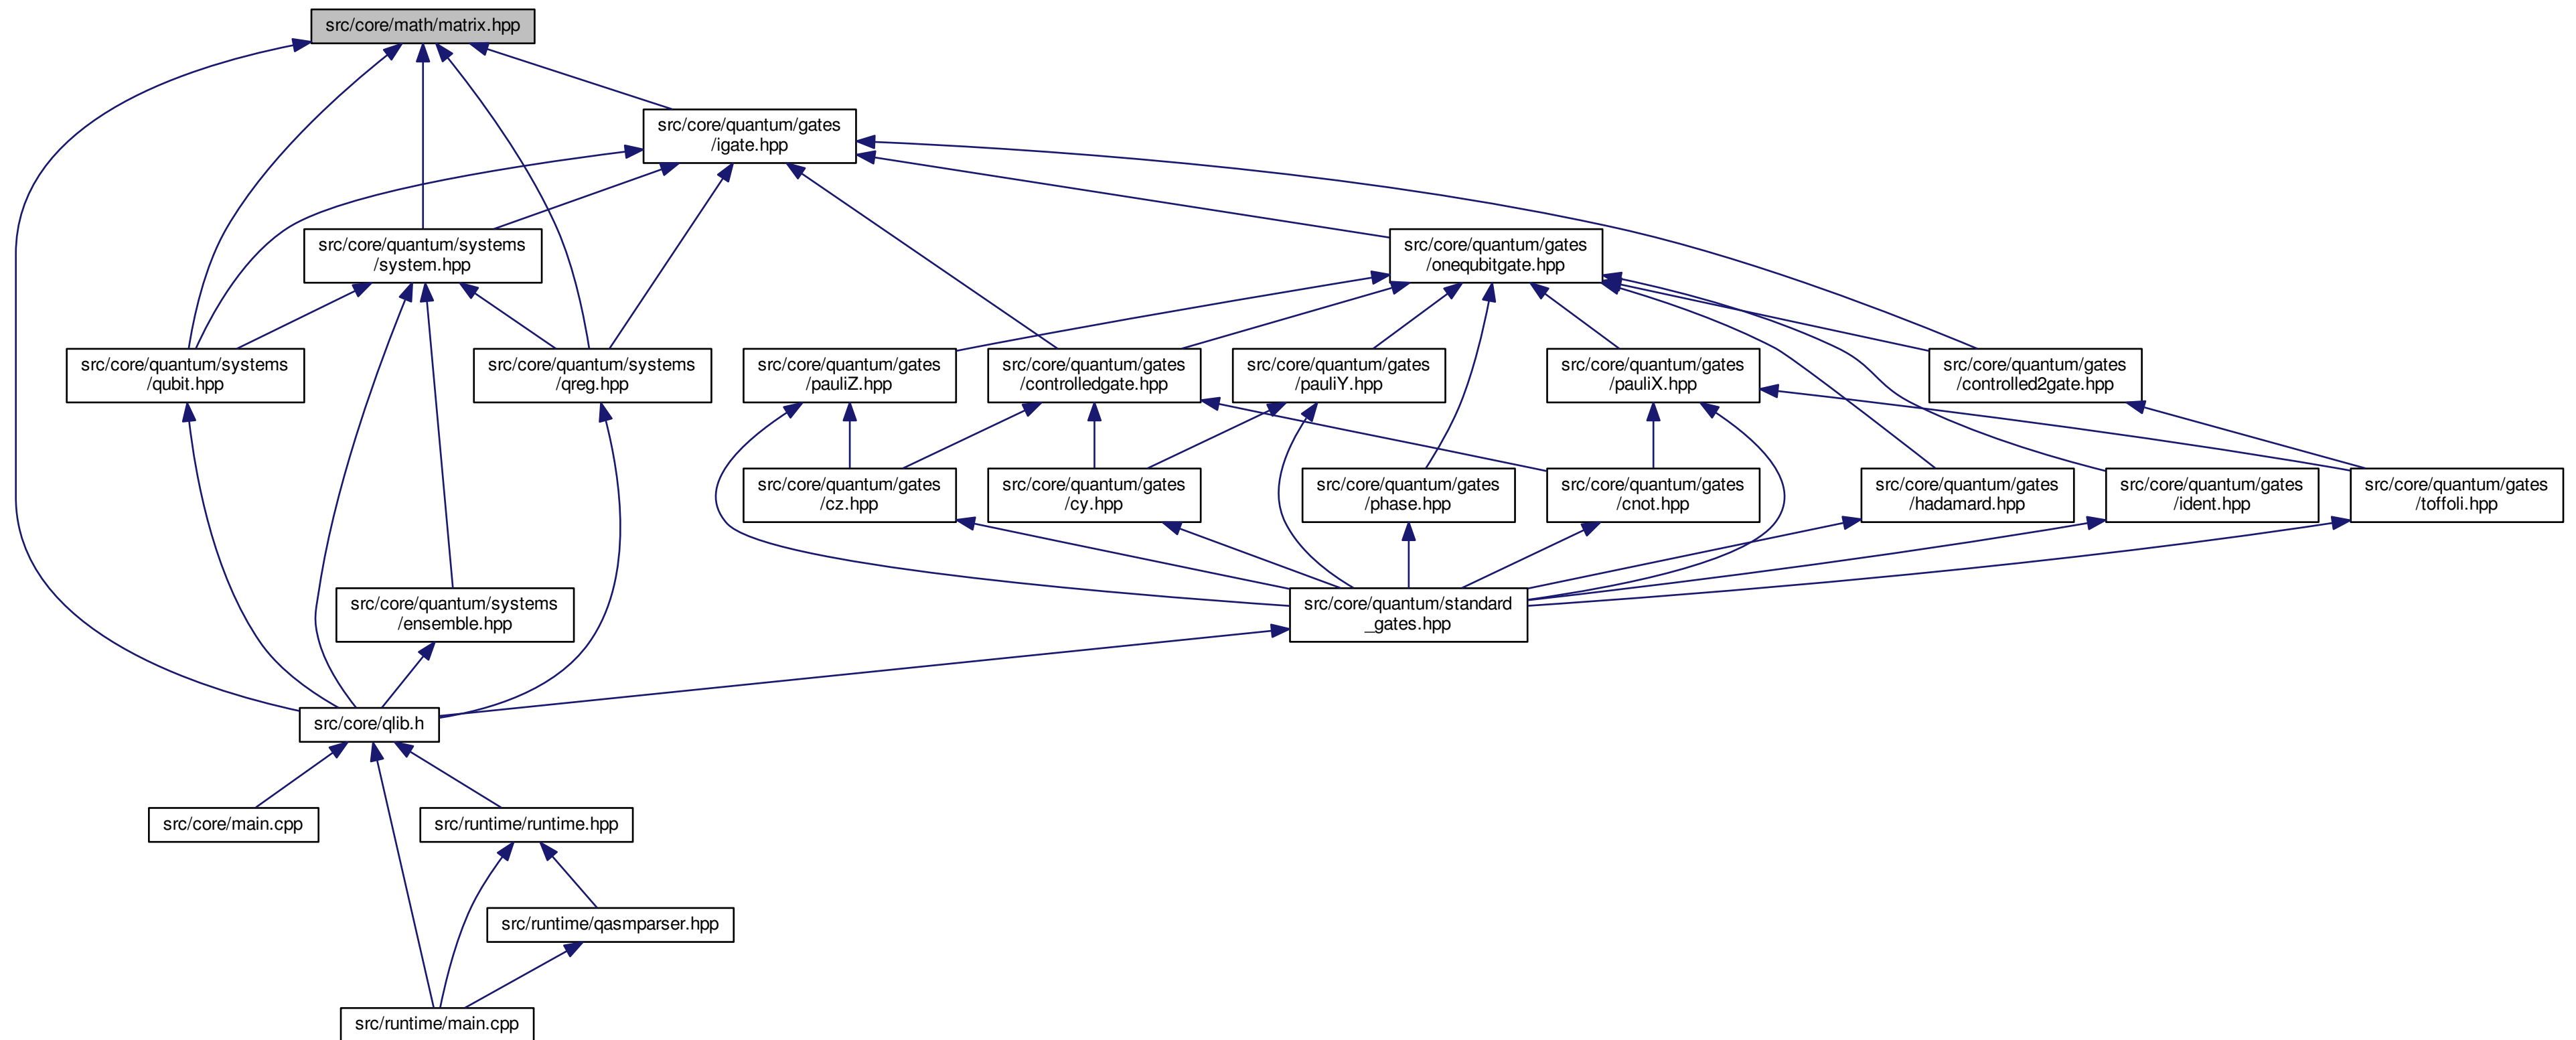 src/core/math/matrix.hpp
src/core/quantum/gates
/igate.hpp
src/core/quantum/systems
/system.hpp
src/core/quantum/gates
/onequbitgate.hpp
src/core/quantum/systems
/qubit.hpp
src/core/quantum/systems
/qreg.hpp
src/core/quantum/gates
/pauliZ.hpp
src/core/quantum/gates
/controlledgate.hpp
src/core/quantum/gates
/pauliY.hpp
src/core/quantum/gates
/pauliX.hpp
src/core/quantum/gates
/controlled2gate.hpp
src/core/quantum/gates
/cz.hpp
src/core/quantum/gates
/cy.hpp
src/core/quantum/gates
/phase.hpp
src/core/quantum/gates
/cnot.hpp
src/core/quantum/gates
/hadamard.hpp
src/core/quantum/gates
/ident.hpp
src/core/quantum/gates
/toffoli.hpp
src/core/quantum/systems
/ensemble.hpp
src/core/quantum/standard
_gates.hpp
src/core/qlib.h
src/core/main.cpp
src/runtime/runtime.hpp
src/runtime/qasmparser.hpp
src/runtime/main.cpp